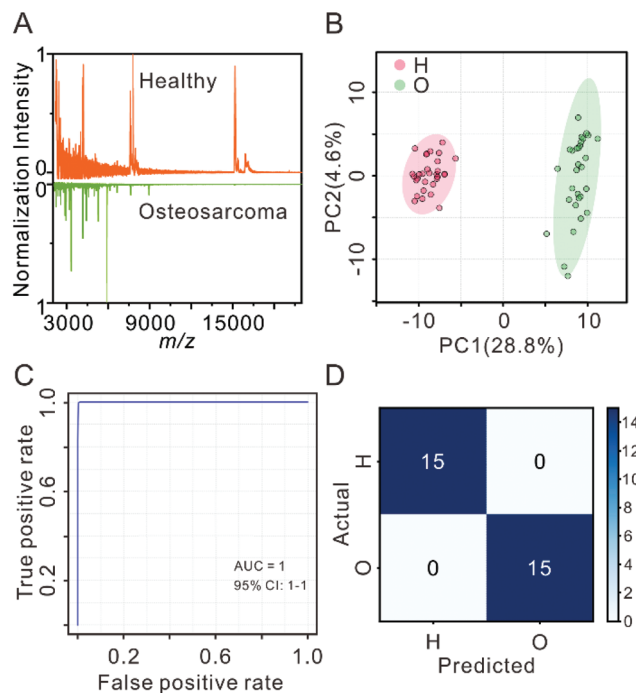 A
Normalization Intensity
1
0
0
1
Healthy
Osteosarcoma
3000 9000 15000
m/z
B
H
O
PC2(4.6%)
10
0
-10
-10 0 10
PC1(28.8%)
C
True positive rate
1.0
0.6
0.2
AUC = 1
95% CI: 1-1
0.2 0.6 1.0
False positive rate
D
Actual
H
O
15 0
0 15
H O
Predicted
14
12
10
8
6
4
2
0